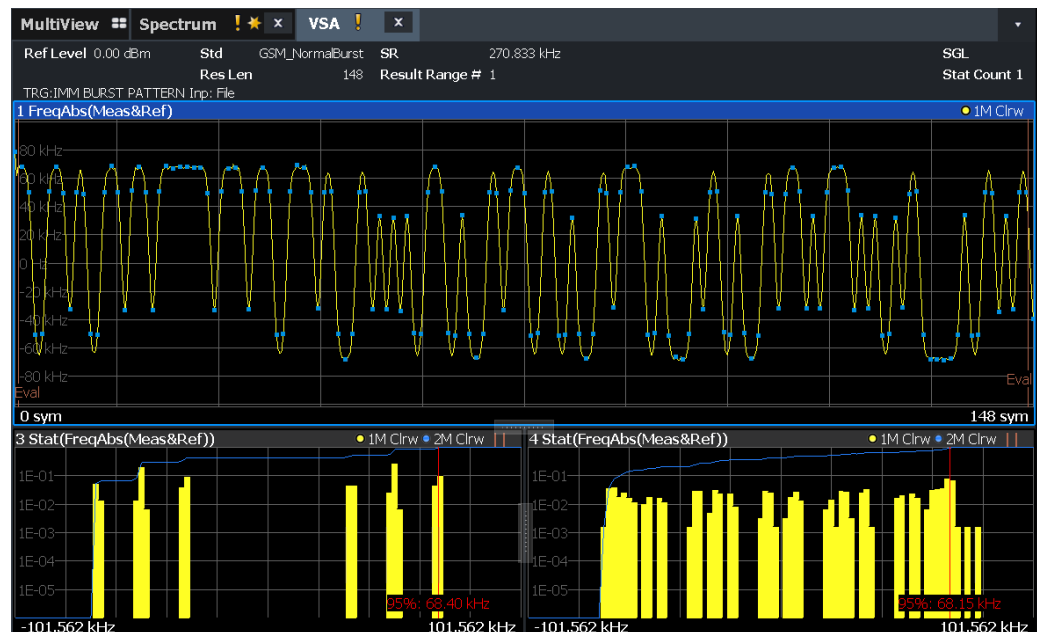 MultiView Spectrum ! x VSA ! x
Ref Level 0.00 dBm Std GSM_NormalBurst SR 270.833 kHz SGL
Res Len 148 Result Range # 1 Stat Count 1
TRG:IMM BURST PATTERN Inp: File
1 FreqAbs(Meas&Ref) 1M Clrw
80 kHz
60 kHz
40 kHz
20 kHz
0 Hz
-20 kHz
-40 kHz
-60 kHz
-80 kHz
Eval Eval
0 sym 148 sym
3 Stat(FreqAbs(Meas&Ref)) 1M Clrw 2M Clrw
1E-01
1E-02
1E-03
1E-04
1E-05
95%: 68.40 kHz
-101.562 kHz 101.562 kHz
4 Stat(FreqAbs(Meas&Ref)) 1M Clrw 2M Clrw
1E-01
1E-02
1E-03
1E-04
1E-05
95%: 68.15 kHz
-101.562 kHz 101.562 kHz